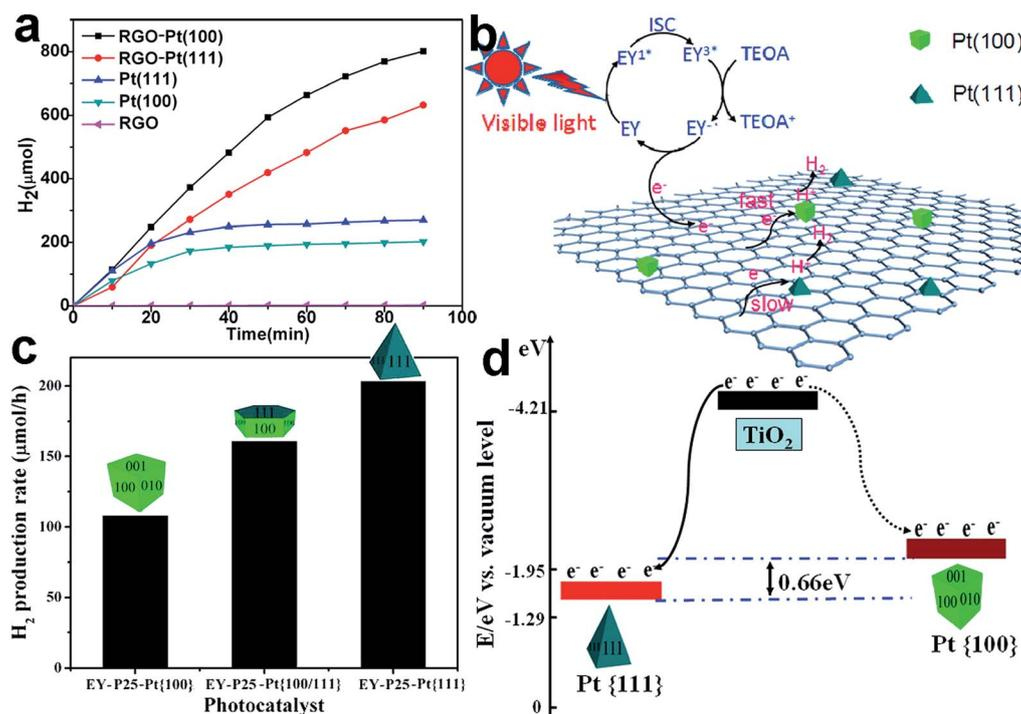 a
RGO-Pt(100)
RGO-Pt(111)
Pt(111)
Pt(100)
RGO
H₂(μmol)
800
600
400
200
0
0 20 40 60 80 100
Time(min)
b
Visible light
ISC
EY¹* EY³* TEOA
EY EY⁻· TEOA⁺
Pt(100)
Pt(111)
e⁻
e⁻
fast
e⁻
H⁺
H₂
e⁻
slow
H⁺
H₂
c
H₂ production rate (μmol/h)
200
150
100
50
0
001
100 010
111
100
111
EY-P25-Pt{100} EY-P25-Pt{100/111} EY-P25-Pt{111}
Photocatalyst
d
eV
E/eV vs. vacuum level
-4.21
-1.95
-1.29
0
e⁻ e⁻ e⁻ e⁻
TiO₂
e⁻ e⁻ e⁻ e⁻
111
Pt {111}
0.66eV
e⁻ e⁻ e⁻ e⁻
001
100 010
Pt {100}